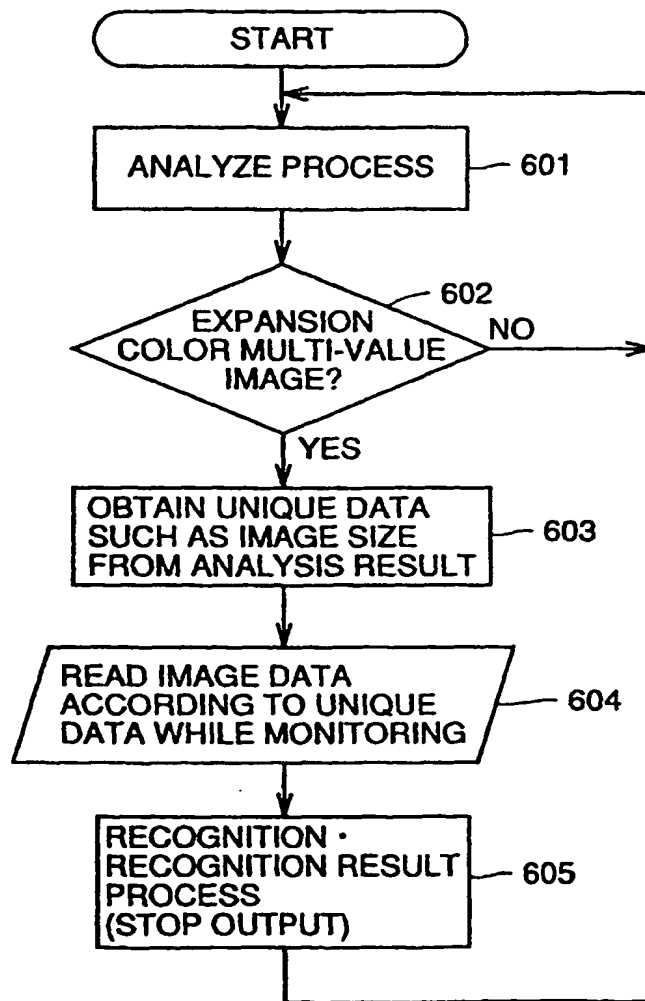 START
ANALYZE PROCESS
601
602
EXPANSION
COLOR MULTI-VALUE
IMAGE?
NO
YES
OBTAIN UNIQUE DATA
SUCH AS IMAGE SIZE
FROM ANALYSIS RESULT
603
READ IMAGE DATA
ACCORDING TO UNIQUE
DATA WHILE MONITORING
604
RECOGNITION・
RECOGNITION RESULT
PROCESS
(STOP OUTPUT)
605